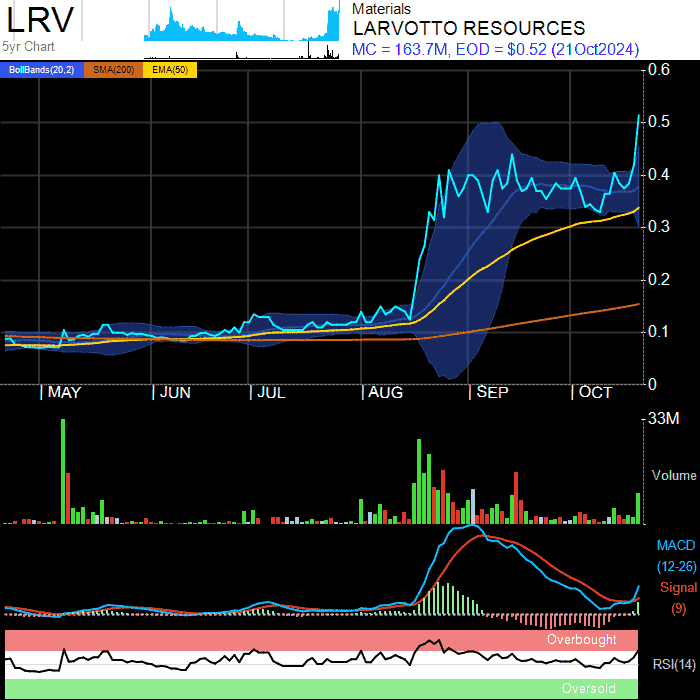 LRV
5yr Chart
Materials
LARVOTTO RESOURCES
MC = 163.7M, EOD = $0.52 (21Oct2024)
BollBands(20,2) SMA(200) EMA(50)
0.6
0.5
0.4
0.3
0.2
0.1
0
MAY JUN JUL AUG SEP OCT
33M
Volume
MACD
(12-26)
Signal
(9)
Overbought
RSI(14)
Oversold